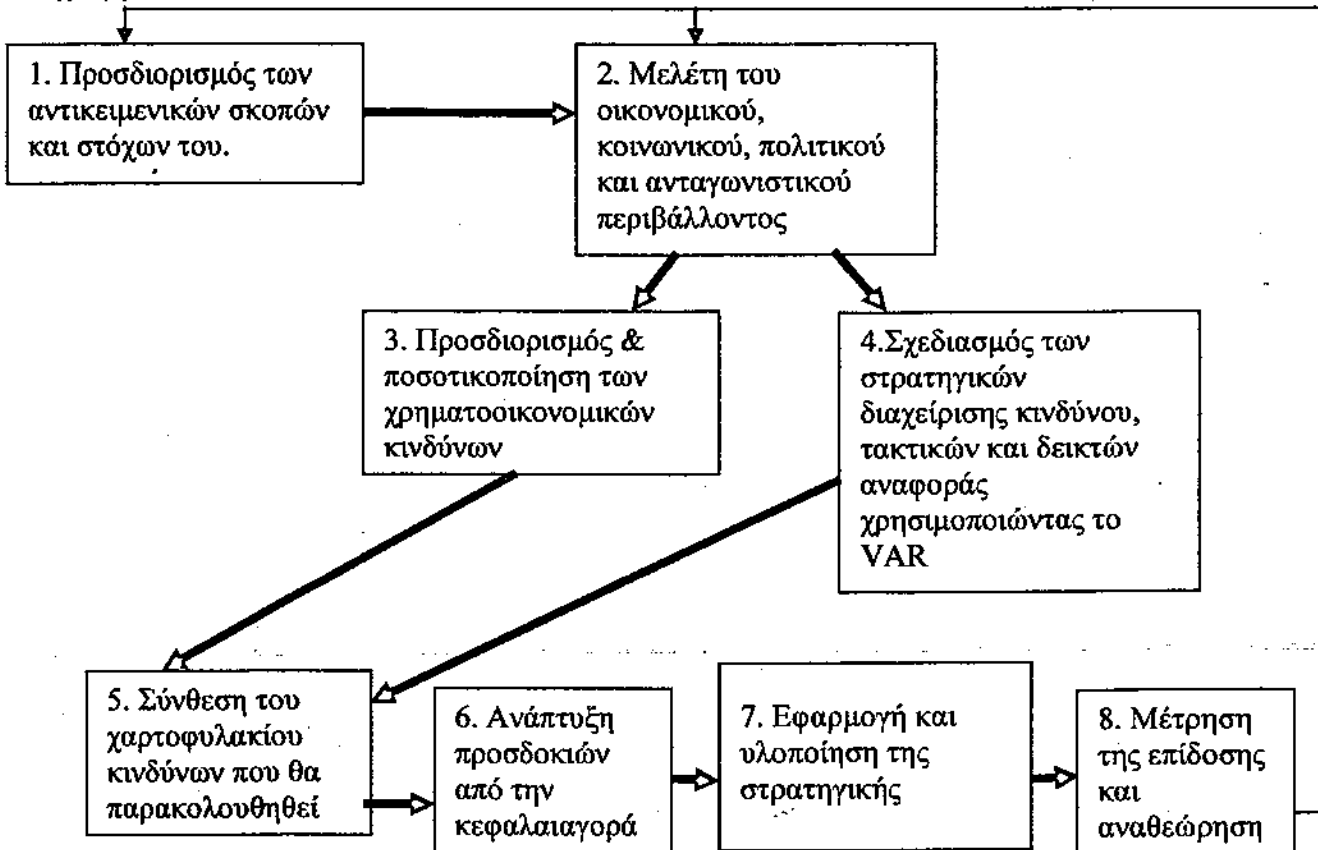 1. Προσδιορισμός των
αντικειμενικών σκοπών
και στόχων του.
2. Μελέτη του
οικονομικού,
κοινωνικού, πολιτικού
και ανταγωνιστικού
περιβάλλοντος
3. Προσδιορισμός &
ποσοτικοποίηση των
χρηματοοικονομικών
κινδύνων
4.Σχεδιασμός των
στρατηγικών
διαχείρισης κινδύνου,
τακτικών και δεικτών
αναφοράς
χρησιμοποιώντας το
VAR
5. Σύνθεση του
χαρτοφυλακίου
κινδύνων που θα
παρακολουθηθεί
6. Ανάπτυξη
προσδοκιών
από την
κεφαλαιαγορά
7. Εφαρμογή και
υλοποίηση της
στρατηγικής
8. Μέτρηση
της επίδοσης
και
αναθεώρηση